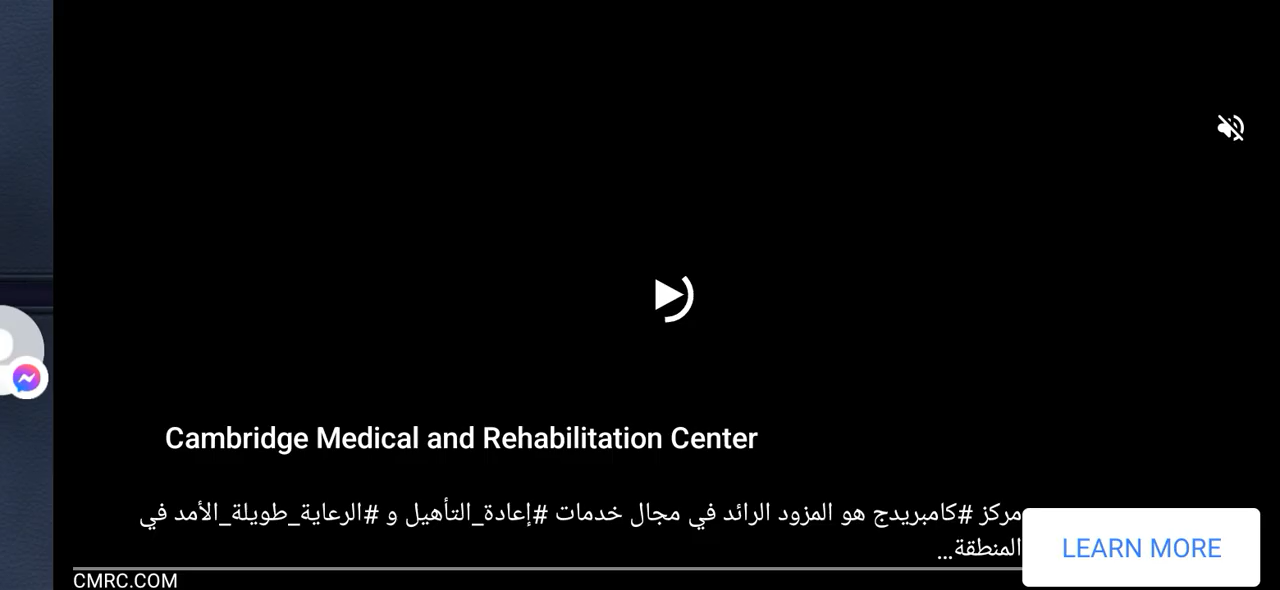 Cambridge Medical and Rehabilitation Center
مركز #كامبريدج هو المزود الرائد في مجال خدمات #إعادة_التأهيل و #الرعاية_طويلة_الأمد في
المنطقة...
LEARN MORE
CMRC.COM